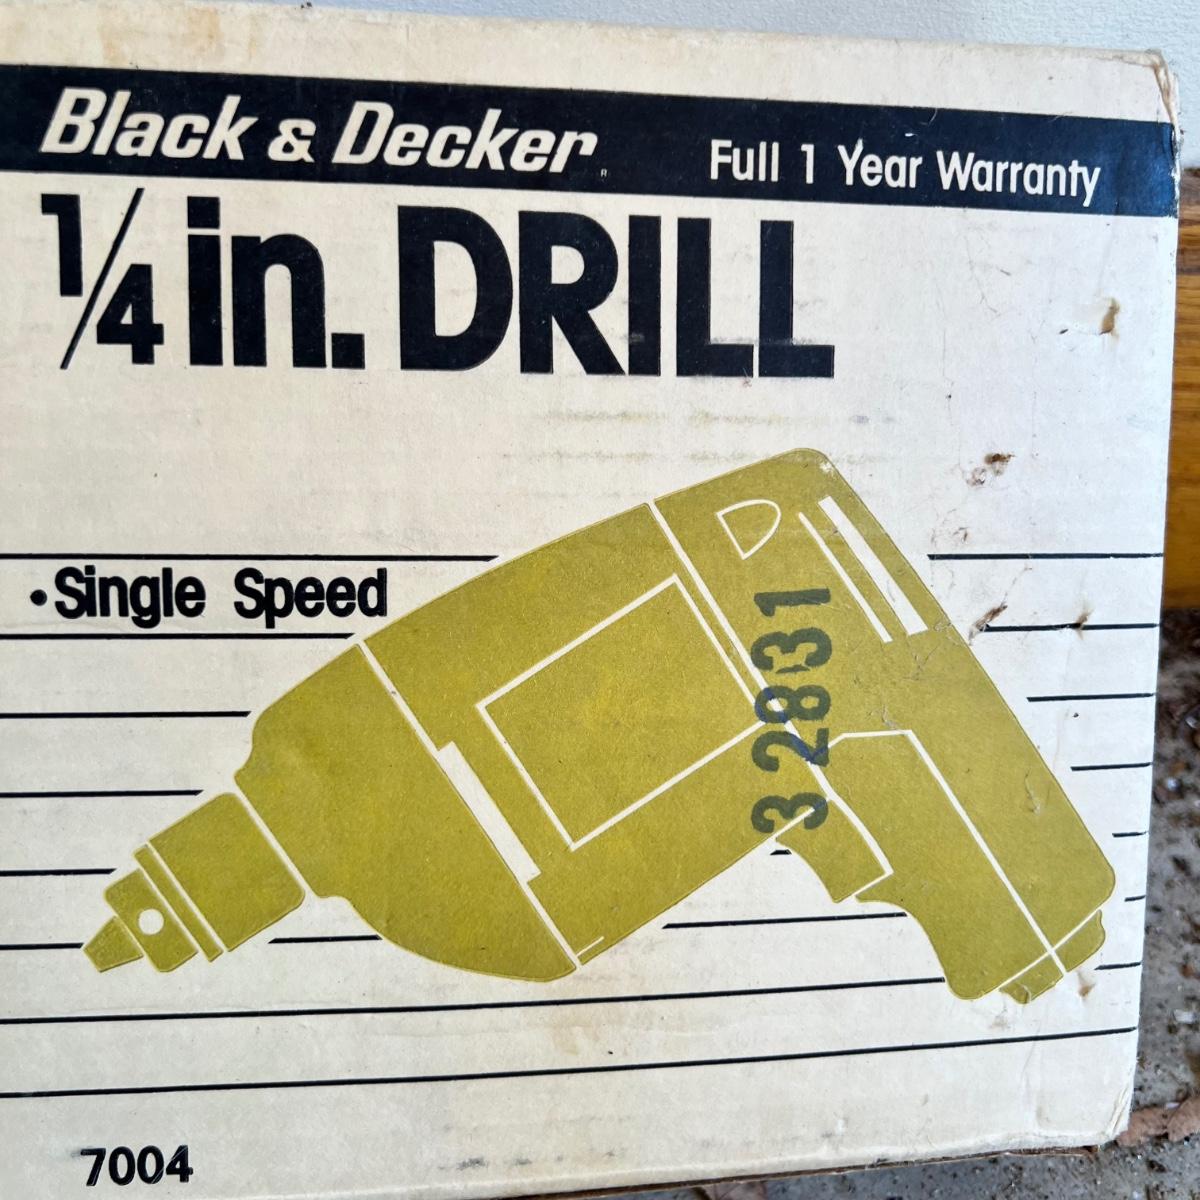 Black & Decker
Full 1 Year Warranty
1/4 in. DRILL
•Single Speed
32831
7004